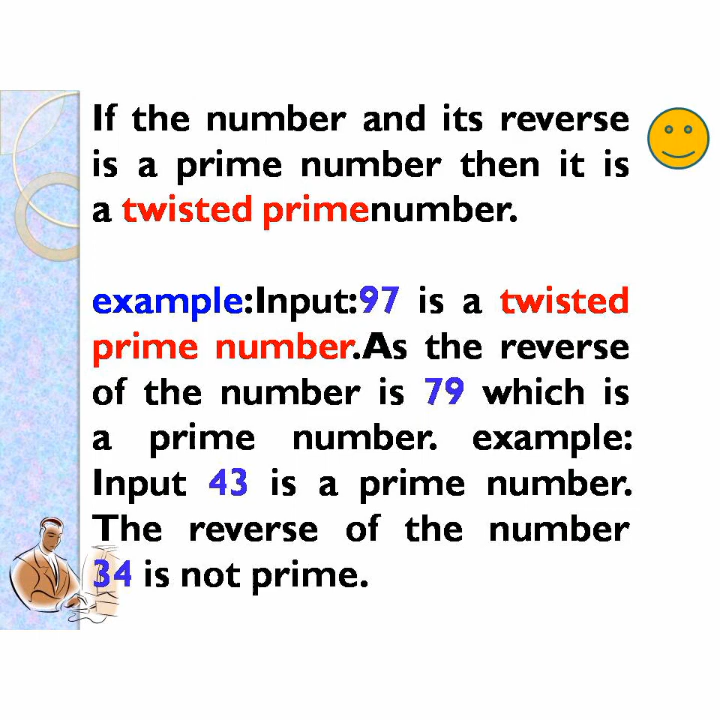 If the number and its reverse
is a prime number then it is
a twisted primenumber.
example:Input:97 is a twisted
prime number.As the reverse
of the number is 79 which is
a prime number. example:
Input 43 is a prime number.
The reverse of the number
34 is not prime.